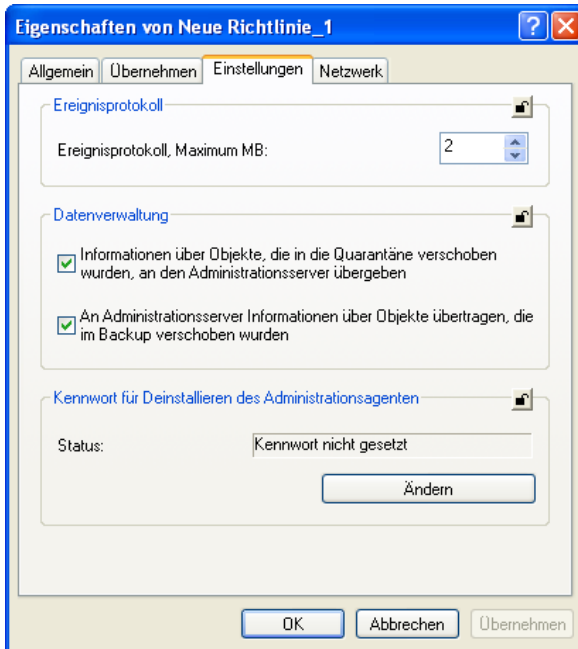 Eigenschaften von Neue Richtlinie_1
Allgemein Übernehmen Einstellungen Netzwerk
Ereignisprotokoll
Ereignisprotokoll, Maximum MB: 2
Datenverwaltung
Informationen über Objekte, die in die Quarantäne verschoben
wurden, an den Administrationsserver übergeben
An Administrationsserver Informationen über Objekte übertragen, die
im Backup verschoben wurden
Kennwort für Deinstallieren des Administrationsagenten
Status: Kennwort nicht gesetzt
Ändern
OK Abbrechen Übernehmen